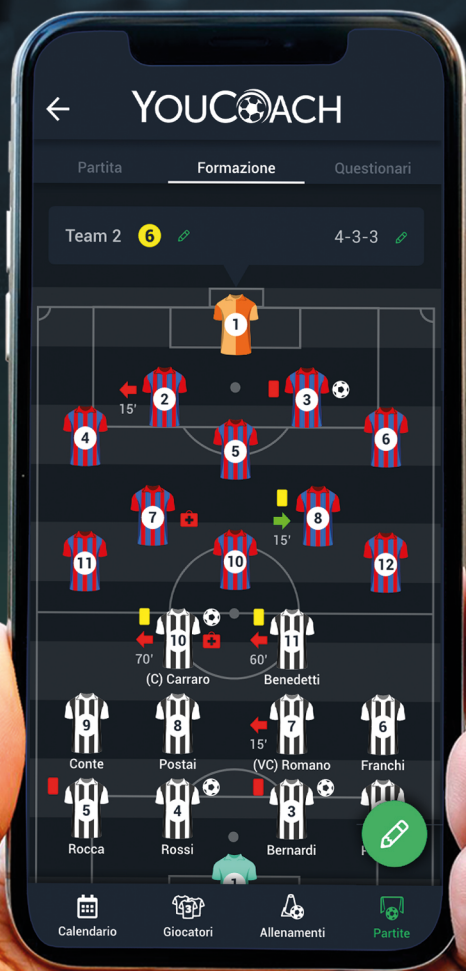 YOUCOACH
Partita Formazione Questionari
Team 2 6 4-3-3
1
2 3
15'
4 5 6
7 8
15'
11 10 12
10 11
70' 60'
(C) Carraro Benedetti
9 8 7 6
15'
Conte Postai (VC) Romano Franchi
5 4 3
Rocca Rossi Bernardi
1
Calendario Giocatori Allenamenti Partite